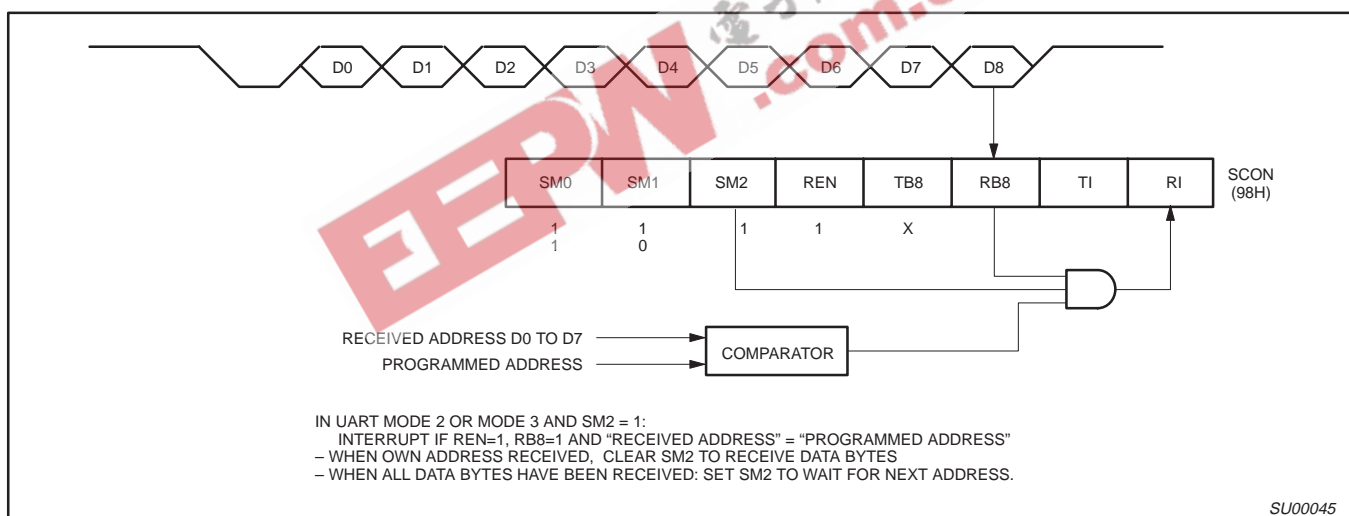 D0 D1 D2 D3 D4 D5 D6 D7 D8
EEPW
.com.c
SM0 SM1 SM2 REN TB8 RB8 TI RI
SCON
(98H)
1 1 1 1 X
1 0
RECEIVED ADDRESS D0 TO D7
PROGRAMMED ADDRESS
COMPARATOR
IN UART MODE 2 OR MODE 3 AND SM2 = 1:
INTERRUPT IF REN=1, RB8=1 AND “RECEIVED ADDRESS” = “PROGRAMMED ADDRESS”
– WHEN OWN ADDRESS RECEIVED, CLEAR SM2 TO RECEIVE DATA BYTES
– WHEN ALL DATA BYTES HAVE BEEN RECEIVED: SET SM2 TO WAIT FOR NEXT ADDRESS.
SU00045